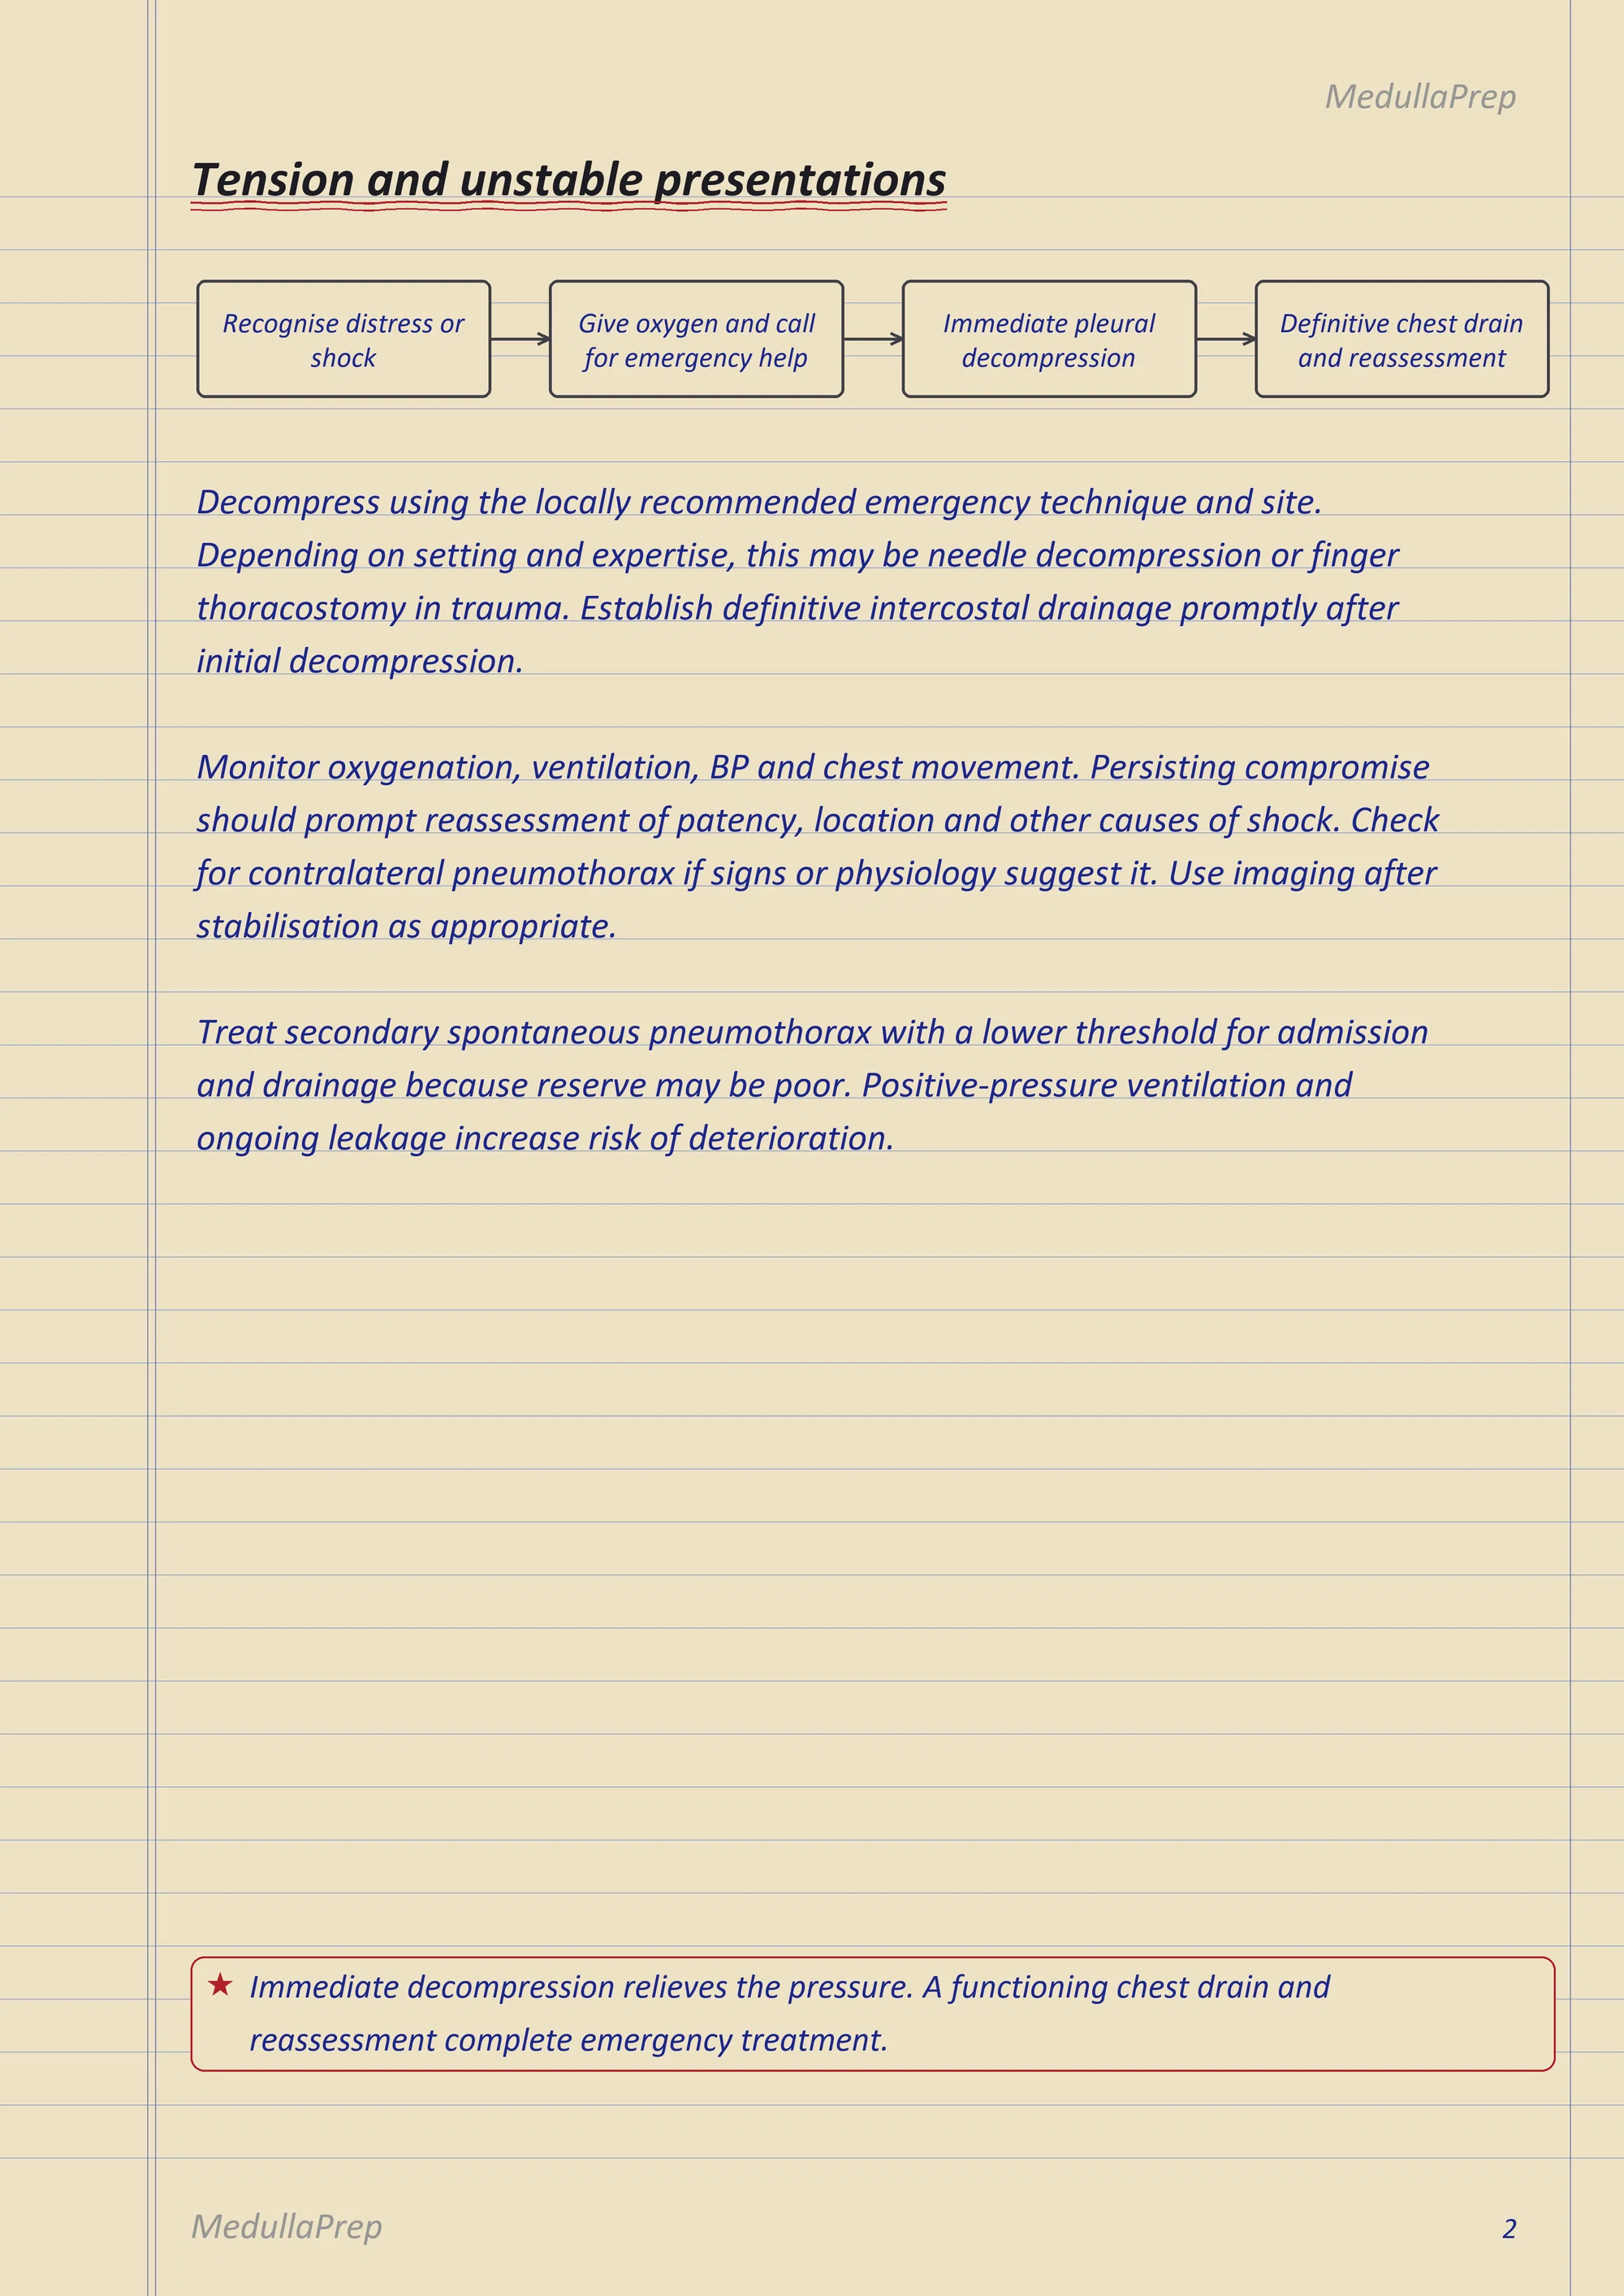 MedullaPrep
Tension and unstable presentations
Recognise distress or
shock
Give oxygen and call
for emergency help
Immediate pleural
decompression
Definitive chest drain
and reassessment
Decompress using the locally recommended emergency technique and site.
Depending on setting and expertise, this may be needle decompression or finger
thoracostomy in trauma. Establish definitive intercostal drainage promptly after
initial decompression.
Monitor oxygenation, ventilation, BP and chest movement. Persisting compromise
should prompt reassessment of patency, location and other causes of shock. Check
for contralateral pneumothorax if signs or physiology suggest it. Use imaging after
stabilisation as appropriate.
Treat secondary spontaneous pneumothorax with a lower threshold for admission
and drainage because reserve may be poor. Positive-pressure ventilation and
ongoing leakage increase risk of deterioration.
★ Immediate decompression relieves the pressure. A functioning chest drain and
reassessment complete emergency treatment.
MedullaPrep
2